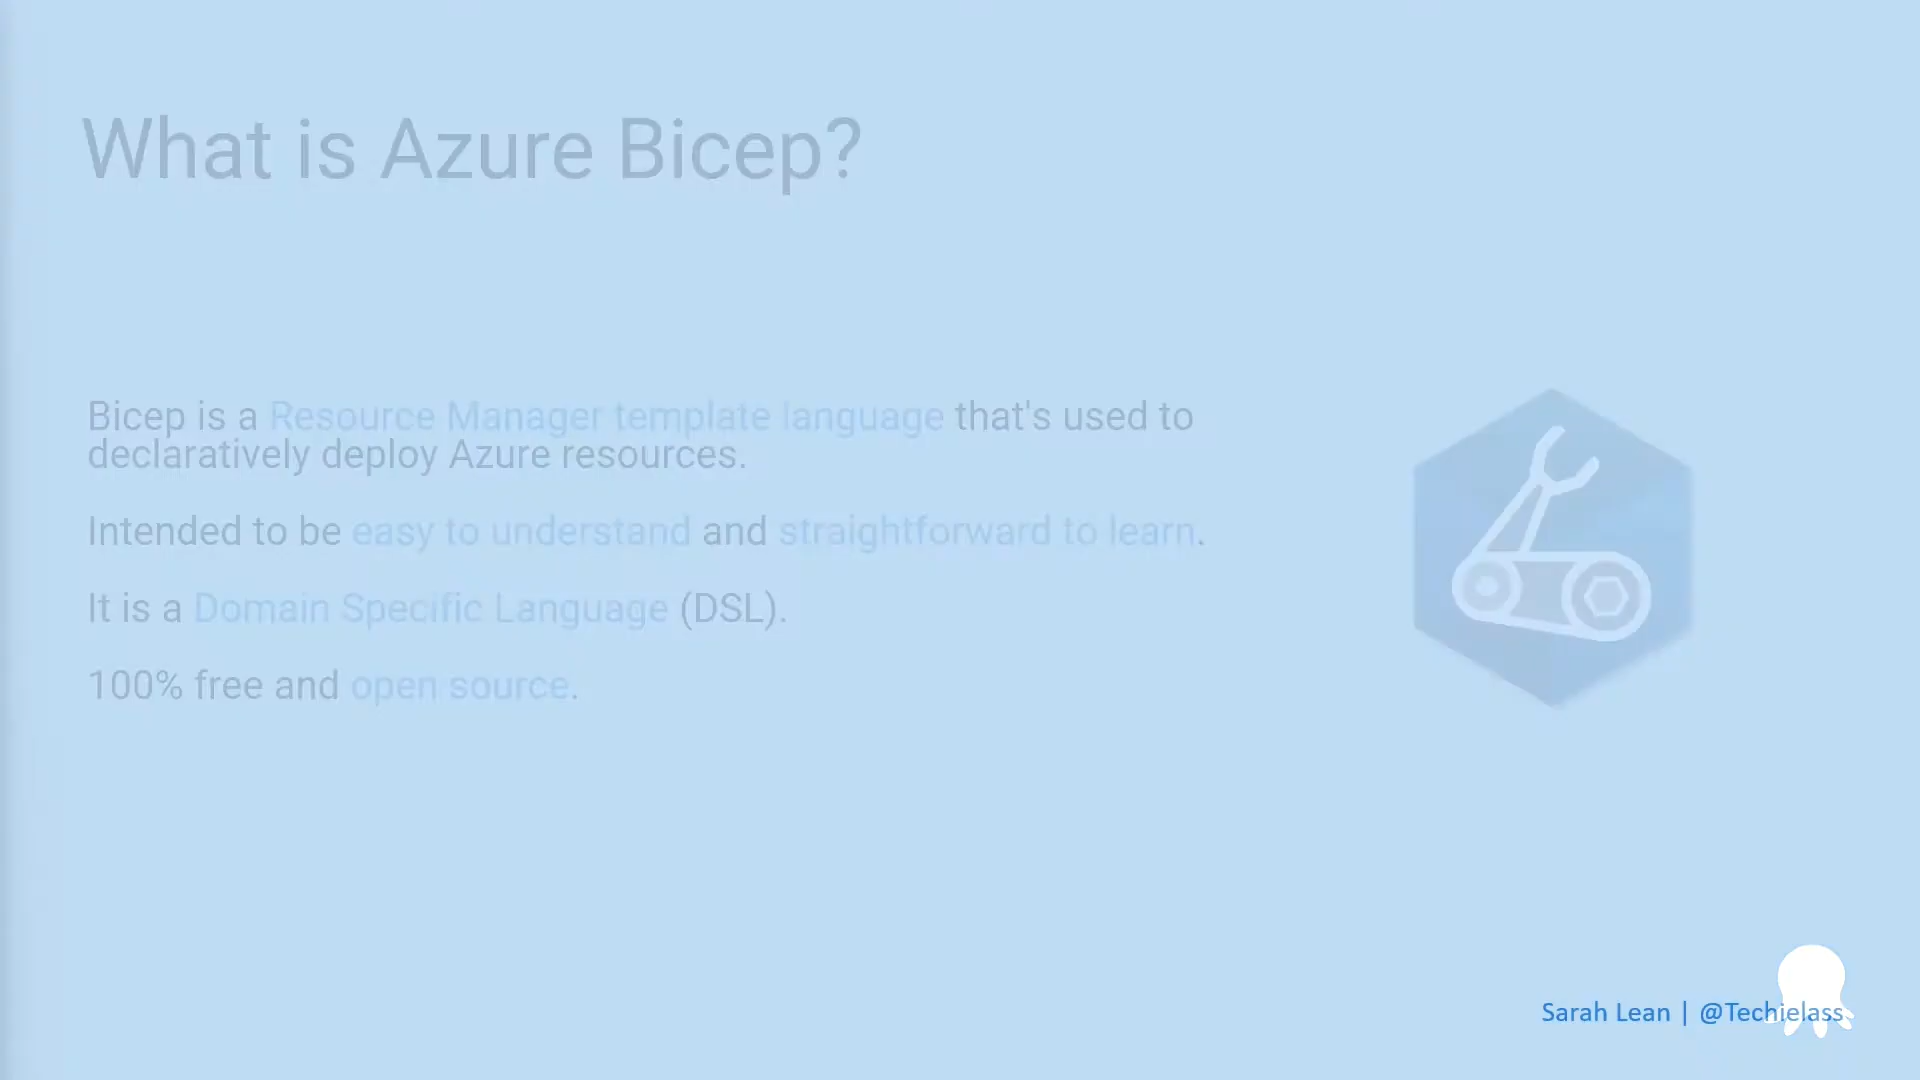 What is Azure Bicep?
Bicep is a Resource Manager template language that's used to
declaratively deploy Azure resources.
Intended to be easy to understand and straightforward to learn.
It is a Domain Specific Language (DSL).
100% free and open source.
Sarah Lean | @Techielass